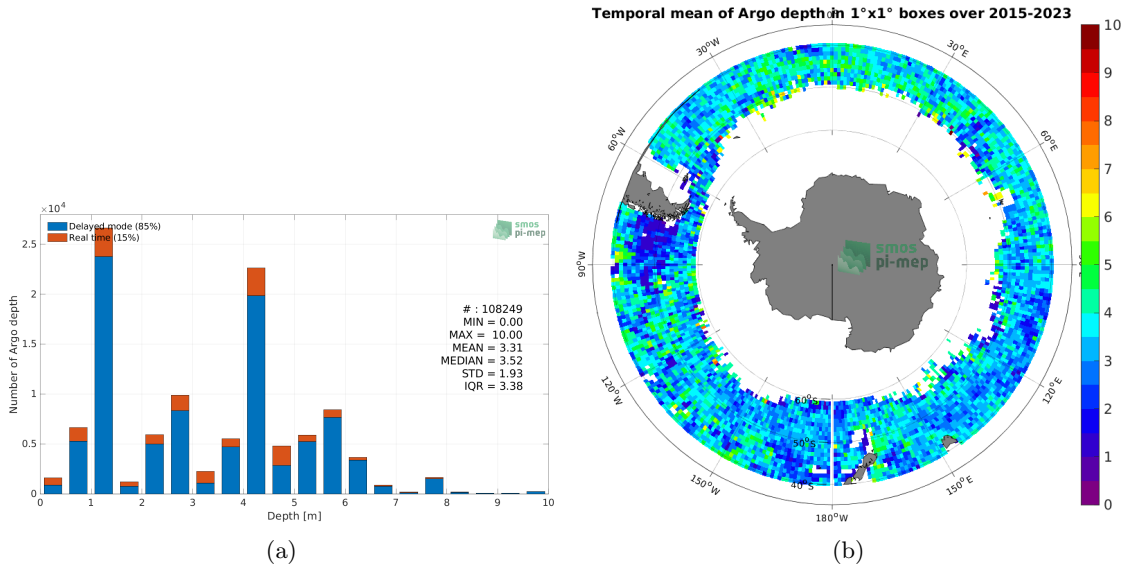 ×10⁴
Delayed mode (85%)
Real time (15%)
smos
pi-mep
2.5
2
1.5
1
0.5
0
Number of Argo depth
# : 108249
MIN = 0.00
MAX = 10.00
MEAN = 3.31
MEDIAN = 3.52
STD = 1.93
IQR = 3.38
0 1 2 3 4 5 6 7 8 9 10
Depth [m]
(a)
Temporal mean of Argo depth in 1°x1° boxes over 2015-2023
30°W
30°E
60°W
60°E
90°W
120°W
120°E
150°W
150°E
180°W
60°S
50°S
40°S
smos
pi-mep
10
9
8
7
6
5
4
3
2
1
0
(b)